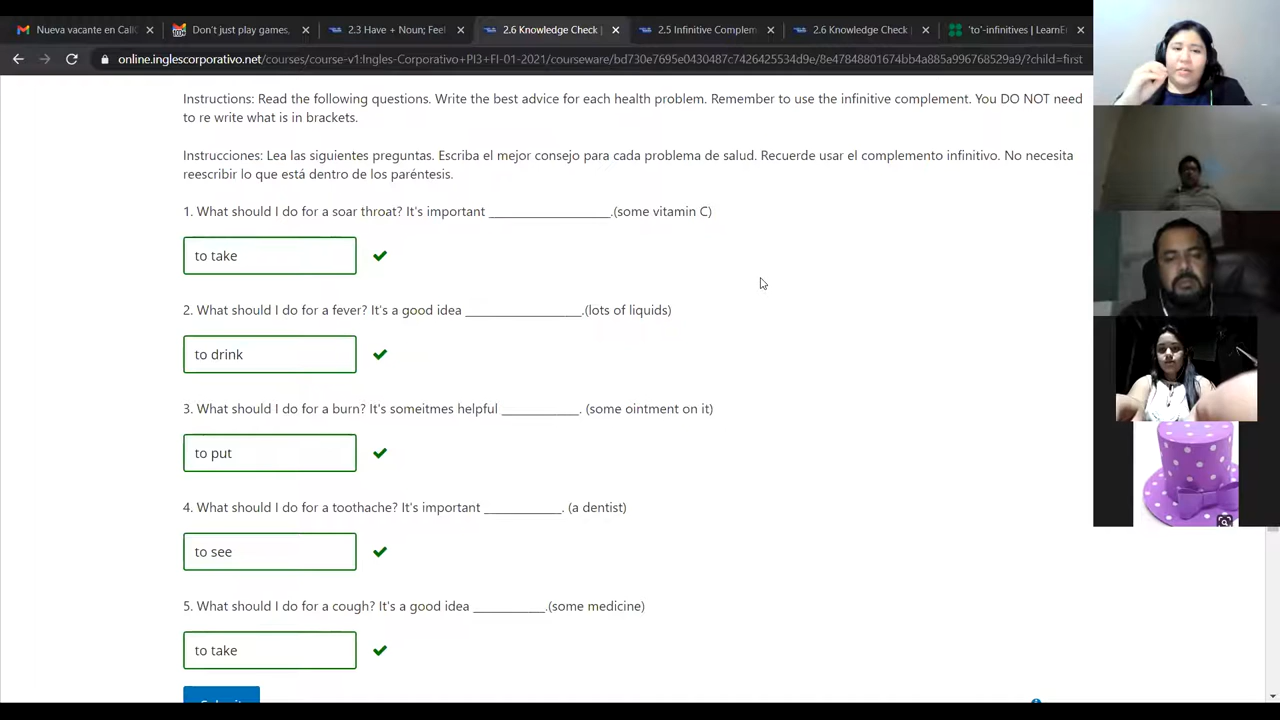 Nueva vacante en CallC
Don't just play games,
2.3 Have + Noun; Feel
2.6 Knowledge Check |
2.5 Infinitive Complem
2.6 Knowledge Check |
'to'-infinitives | LearnEn
online.inglescorporativo.net/courses/course-v1:Ingles-Corporativo+PI3+FI-01-2021/courseware/bd730e7695e0430487c7426425534d9e/8e47848801674bb4a885a996768529a9/?child=first
Instructions: Read the following questions. Write the best advice for each health problem. Remember to use the infinitive complement. You DO NOT need
to re write what is in brackets.
Instrucciones: Lea las siguientes preguntas. Escriba el mejor consejo para cada problema de salud. Recuerde usar el complemento infinitivo. No necesita
reescribir lo que está dentro de los paréntesis.
1. What should I do for a soar throat? It's important ____________________.(some vitamin C)
to take
2. What should I do for a fever? It's a good idea ___________________.(lots of liquids)
to drink
3. What should I do for a burn? It's someitmes helpful _____________. (some ointment on it)
to put
4. What should I do for a toothache? It's important _____________. (a dentist)
to see
5. What should I do for a cough? It's a good idea ____________.(some medicine)
to take